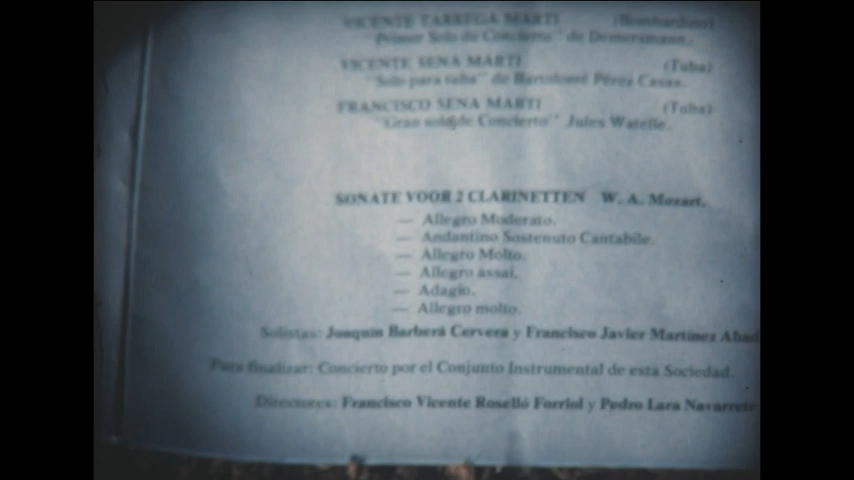 VICENTE TARREGA MARTI (Bombardino)
"Primer Solo de Concierto" de Demersmann.
VICENTE SENA MARTI (Tuba)
"Solo para tuba" de Bartolomé Pérez Casas.
FRANCISCO SENA MARTI (Tuba)
"Gran solo de Concierto" Jules Watelle.
SONATE VOOR 2 CLARINETTEN W. A. Mozart.
— Allegro Moderato.
— Andantino Sostenuto Cantabile.
— Allegro Molto.
— Allegro assai.
— Adagio.
— Allegro molto.
Solistas: Joaquín Barberá Cervera y Francisco Javier Martínez Abad
Para finalizar: Concierto por el Conjunto Instrumental de esta Sociedad.
Directores: Francisco Vicente Roselló Forriol y Pedro Lara Navarrete